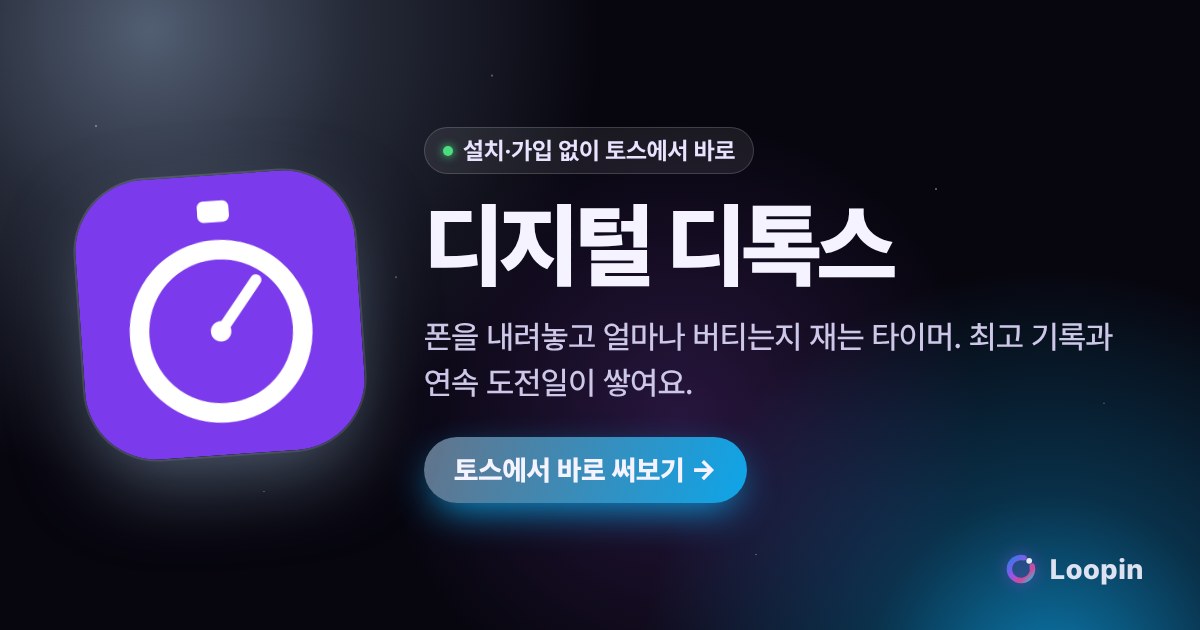 설치·가입 없이 토스에서 바로
디지털 디톡스
폰을 내려놓고 얼마나 버티는지 재는 타이머. 최고 기록과
연속 도전일이 쌓여요.
토스에서 바로 써보기 →
Loopin